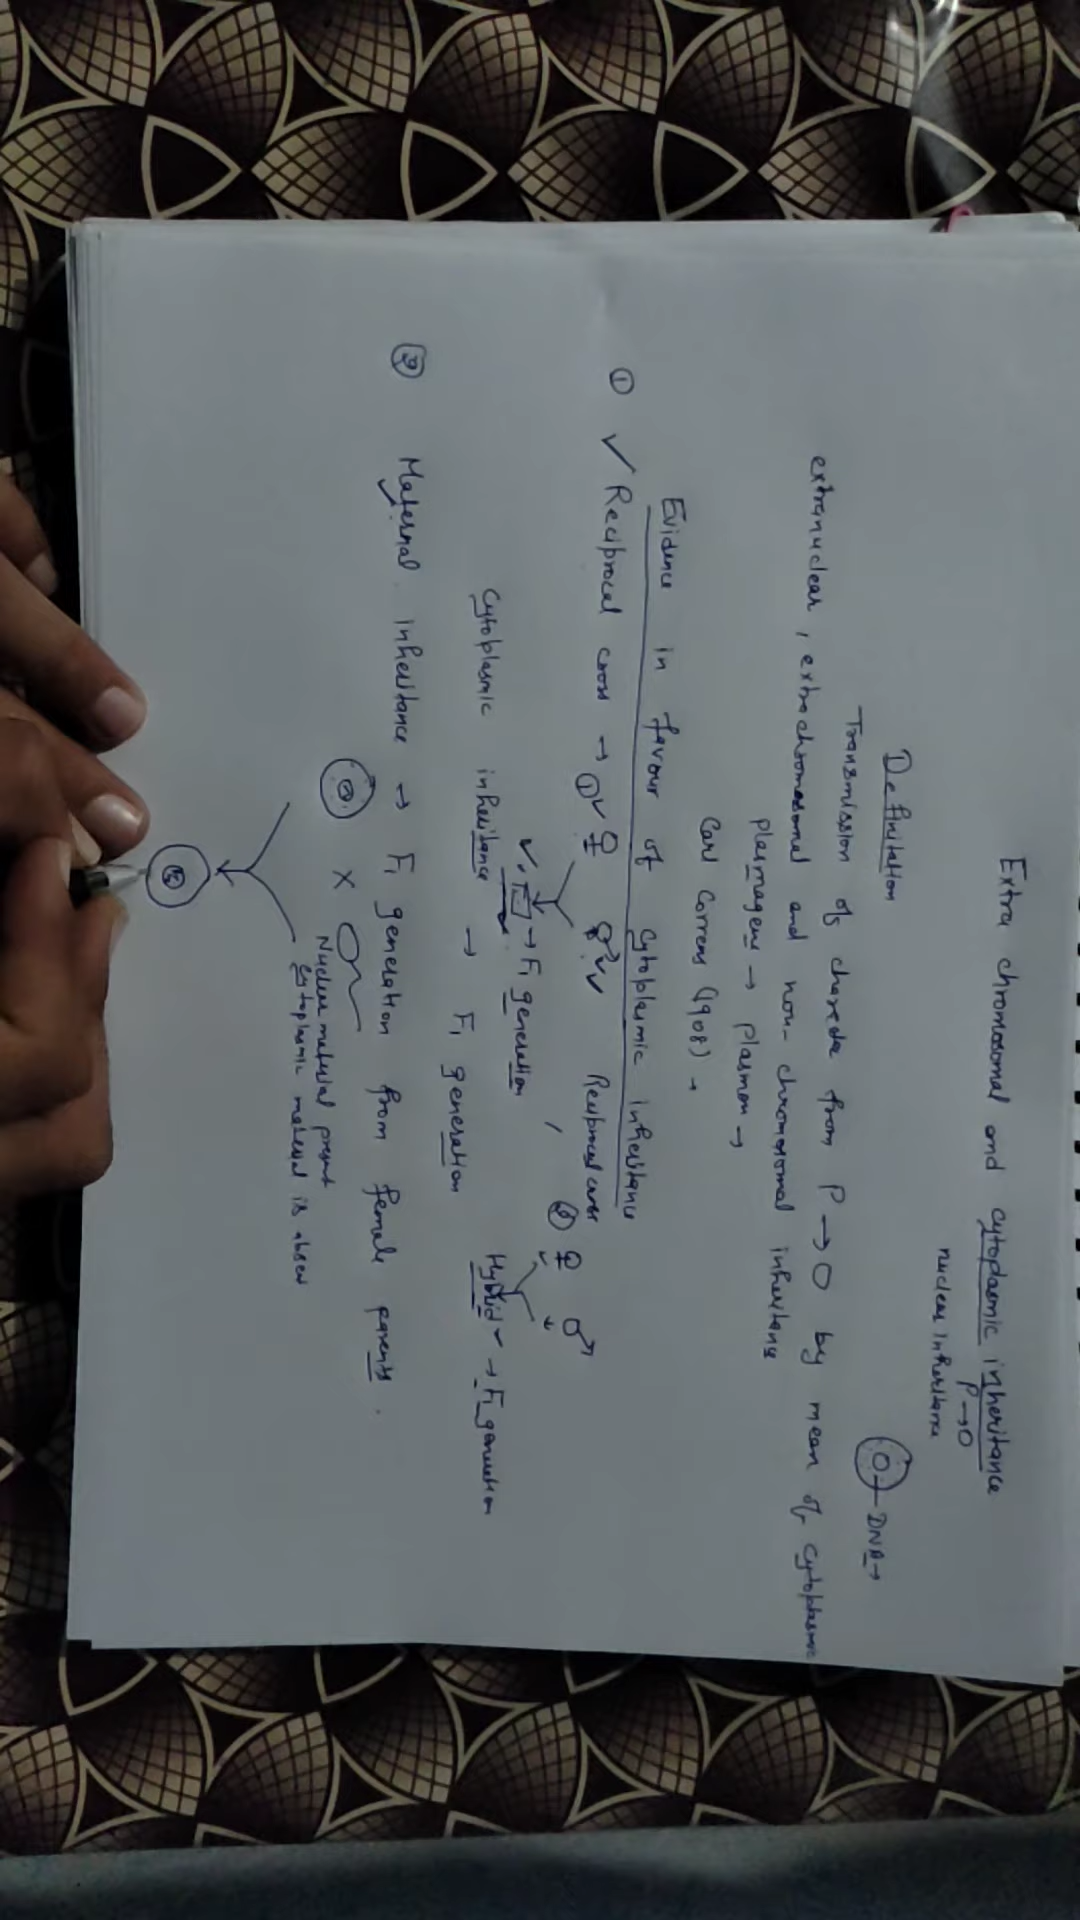 Extra chromosomal and cytoplasmic inheritance
P → O
nuclear inheritance
Definitation
O DNA →
Transmission of charecter from P → O by mean of cytoplasmic
extranuclear, extrachromosomal and non-chromosomal inheritance
plasmagene → plasmon →
Carl Correns (1908) →
Evidence in favour of cytoplasmic inheritance
① ✓ Reciprocal cross → ① ✓ ♀ ♂ ✓ Reciprocal cross ② ♀ ♂
✓ → F₁ generation , Hybrid ✓ → F₁ generation
Cytoplasmic inheritance → F₁ generation
② Maternal inheritance → F₁ generation from female parents.
X
Nuclear material present
Cytoplasmic material is absen